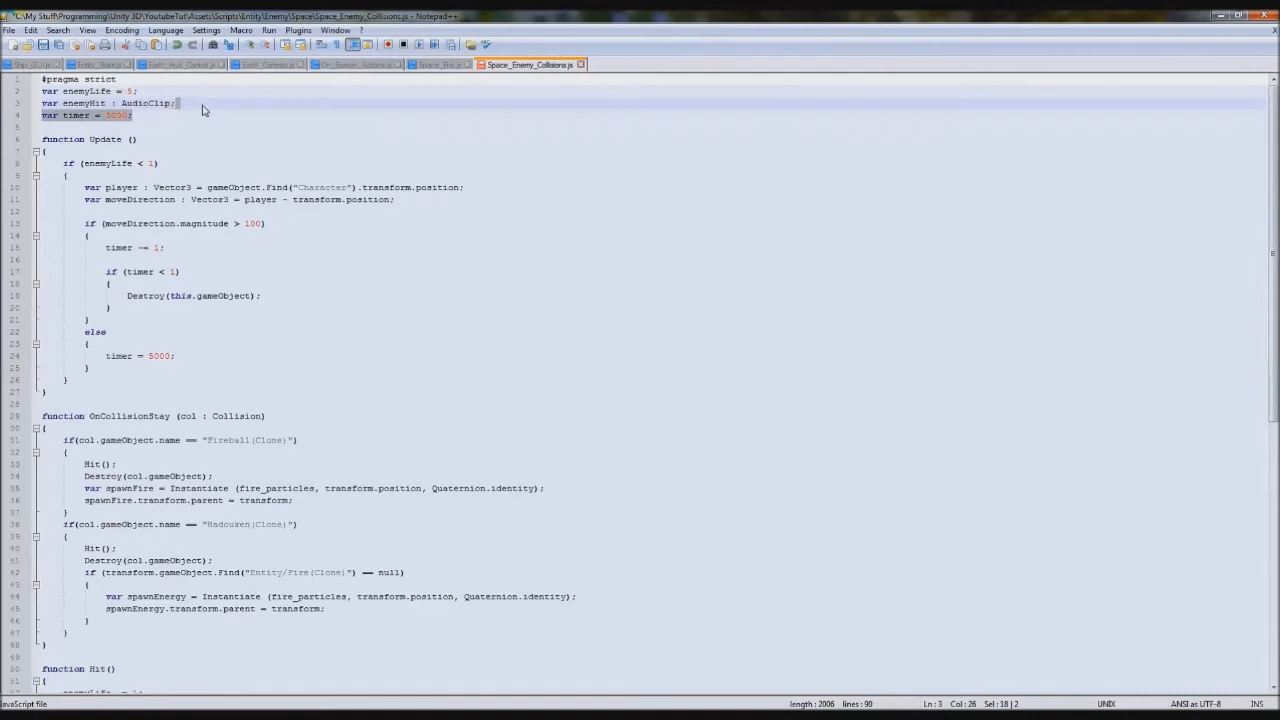 *C:\My Stuff\Programming\Unity 3D\YoutubeTut\Assets\Scripts\Entity\Enemy\Space\Space_Enemy_Collisions.js - Notepad++
File Edit Search View Encoding Language Settings Macro Run Plugins Window ?
Ship_GUI.js Entity_Stats.js Earth_Hud_Control.js Earth_Controls.js On_Screen_Actions.js Space_Fire.js Space_Enemy_Collisions.js
1 #pragma strict
2 var enemyLife = 5;
3 var enemyHit : AudioClip;
4 var timer = 5000;
5
6 function Update ()
7 {
8 if (enemyLife < 1)
9 {
10 var player : Vector3 = gameObject.Find("Character").transform.position;
11 var moveDirection : Vector3 = player - transform.position;
12
13 if (moveDirection.magnitude > 100)
14 {
15 timer -= 1;
16
17 if (timer < 1)
18 {
19 Destroy(this.gameObject);
20 }
21 }
22 else
23 {
24 timer = 5000;
25 }
26 }
27 }
28
29 function OnCollisionStay (col : Collision)
30 {
31 if(col.gameObject.name == "Fireball(Clone)")
32 {
33 Hit();
34 Destroy(col.gameObject);
35 var spawnFire = Instantiate (fire_particles, transform.position, Quaternion.identity);
36 spawnFire.transform.parent = transform;
37 }
38 if(col.gameObject.name == "Hadouken(Clone)")
39 {
40 Hit();
41 Destroy(col.gameObject);
42 if (transform.gameObject.Find("Entity/Fire(Clone)") == null)
43 {
44 var spawnEnergy = Instantiate (fire_particles, transform.position, Quaternion.identity);
45 spawnEnergy.transform.parent = transform;
46 }
47 }
48 }
49
50 function Hit()
51 {
JavaScript file length : 2006 lines : 90 Ln : 3 Col : 26 Sel : 18 | 2 UNIX ANSI as UTF-8 INS